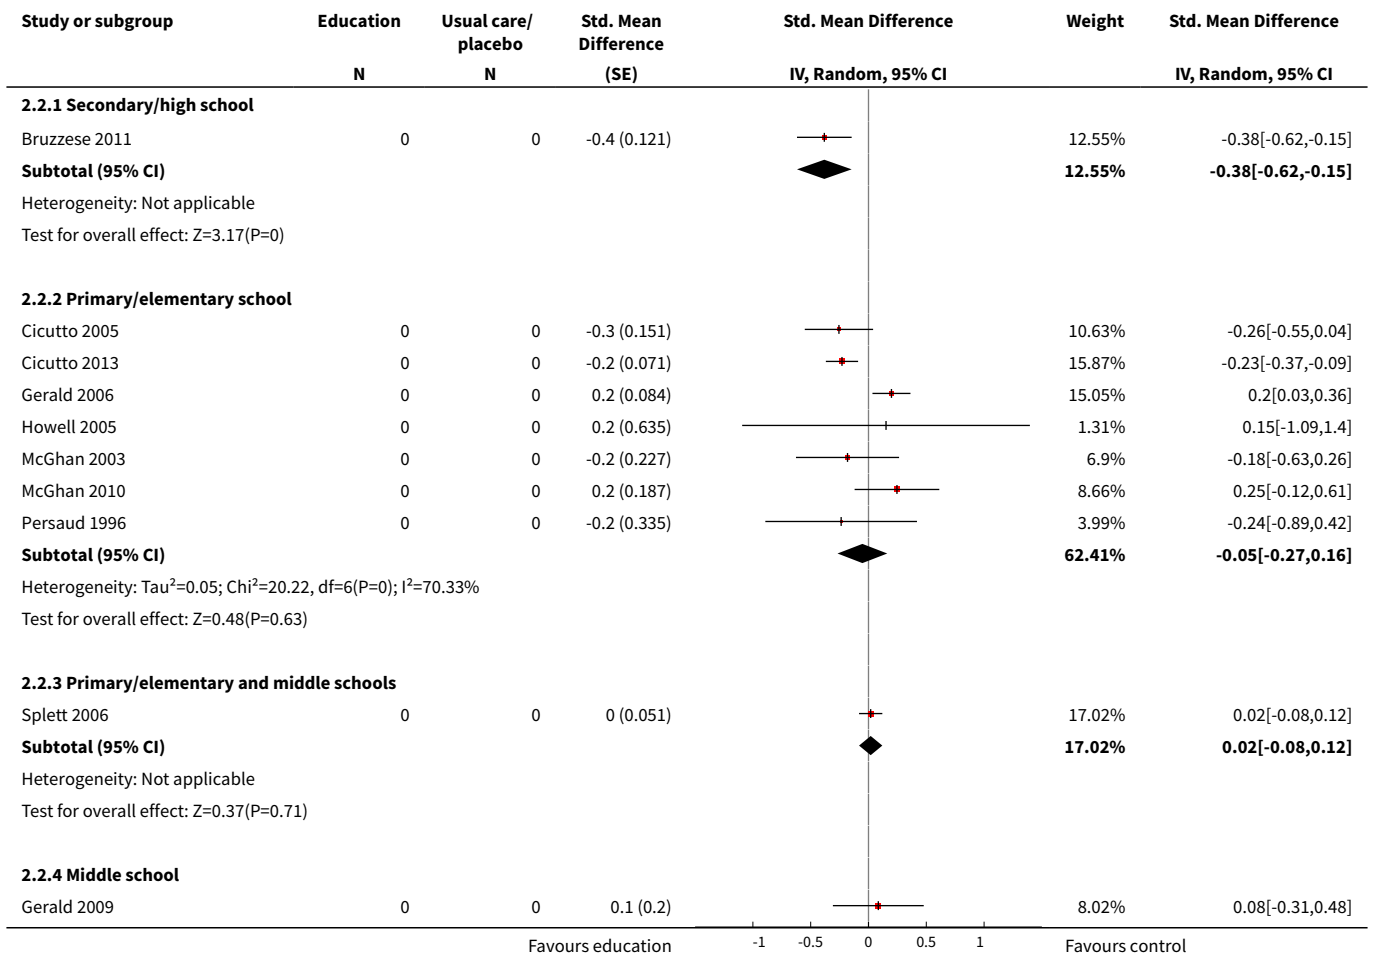 Study or subgroup Education Usual care/ placebo Std. Mean Difference Std. Mean Difference Weight Std. Mean Difference
N N (SE) IV, Random, 95% CI IV, Random, 95% CI
2.2.1 Secondary/high school
Bruzzese 2011 0 0 -0.4 (0.121) 12.55% -0.38[-0.62,-0.15]
Subtotal (95% CI) 12.55% -0.38[-0.62,-0.15]
Heterogeneity: Not applicable
Test for overall effect: Z=3.17(P=0)
2.2.2 Primary/elementary school
Cicutto 2005 0 0 -0.3 (0.151) 10.63% -0.26[-0.55,0.04]
Cicutto 2013 0 0 -0.2 (0.071) 15.87% -0.23[-0.37,-0.09]
Gerald 2006 0 0 0.2 (0.084) 15.05% 0.2[0.03,0.36]
Howell 2005 0 0 0.2 (0.635) 1.31% 0.15[-1.09,1.4]
McGhan 2003 0 0 -0.2 (0.227) 6.9% -0.18[-0.63,0.26]
McGhan 2010 0 0 0.2 (0.187) 8.66% 0.25[-0.12,0.61]
Persaud 1996 0 0 -0.2 (0.335) 3.99% -0.24[-0.89,0.42]
Subtotal (95% CI) 62.41% -0.05[-0.27,0.16]
Heterogeneity: Tau²=0.05; Chi²=20.22, df=6(P=0); I²=70.33%
Test for overall effect: Z=0.48(P=0.63)
2.2.3 Primary/elementary and middle schools
Splett 2006 0 0 0 (0.051) 17.02% 0.02[-0.08,0.12]
Subtotal (95% CI) 17.02% 0.02[-0.08,0.12]
Heterogeneity: Not applicable
Test for overall effect: Z=0.37(P=0.71)
2.2.4 Middle school
Gerald 2009 0 0 0.1 (0.2) 8.02% 0.08[-0.31,0.48]
Favours education -1 -0.5 0 0.5 1 Favours control